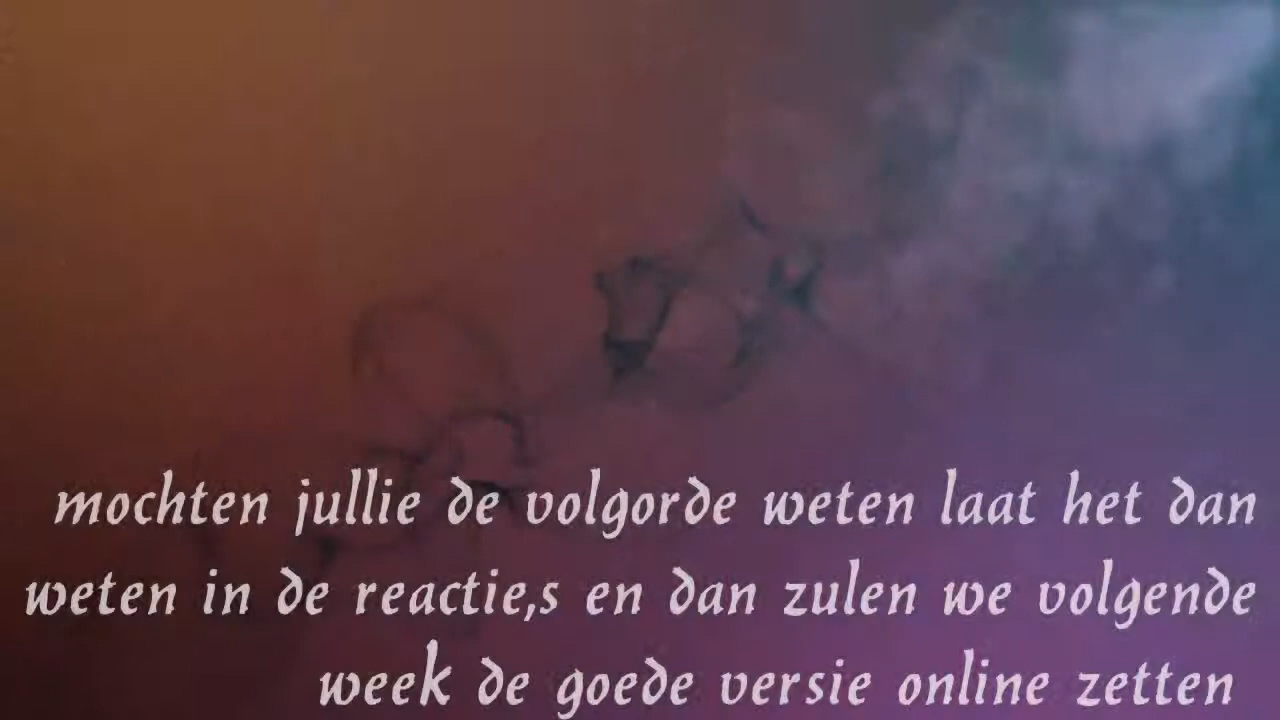 mochten jullie de volgorde weten laat het dan
weten in de reactie,s en dan zulen we volgende
week de goede versie online zetten